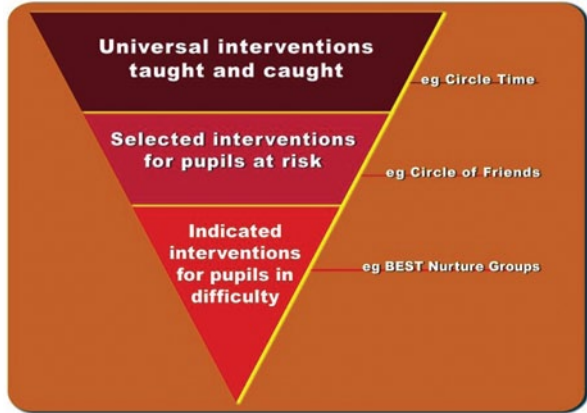 Universal interventions
taught and caught
eg Circle Time
Selected interventions
for pupils at risk
eg Circle of Friends
Indicated
interventions
for pupils in
difficulty
eg BEST Nurture Groups